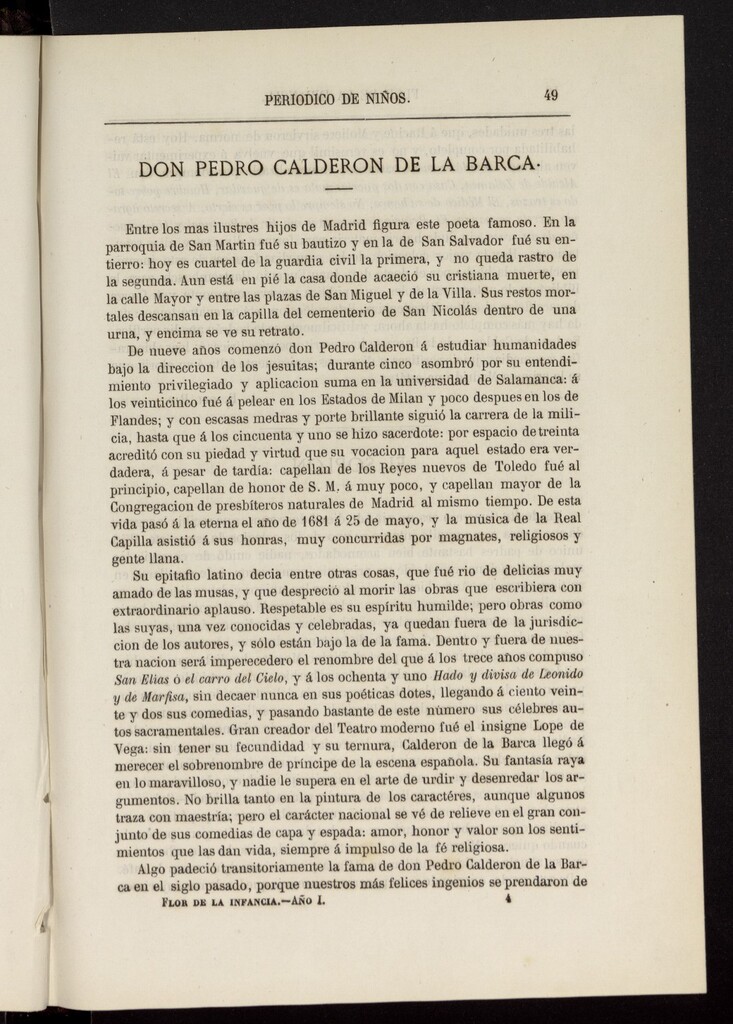 PERIODICO DE NIÑOS. 49
DON PEDRO CALDERON DE LA BARCA.
Entre los mas ilustres hijos de Madrid figura este poeta famoso. En la
parroquia de San Martin fué su bautizo y en la de San Salvador fué su en-
tierro: hoy es cuartel de la guardia civil la primera, y no queda rastro de
la segunda. Aun está en pié la casa donde acaeció su cristiana muerte, en
la calle Mayor y entre las plazas de San Miguel y de la Villa. Sus restos mor-
tales descansan en la capilla del cementerio de San Nicolás dentro de una
urna, y encima se ve su retrato.
De nueve años comenzó don Pedro Calderon á estudiar humanidades
bajo la direccion de los jesuitas; durante cinco asombró por su entendi-
miento privilegiado y aplicacion suma en la universidad de Salamanca: á
los veinticinco fué á pelear en los Estados de Milan y poco despues en los de
Flandes; y con escasas medras y porte brillante siguió la carrera de la mili-
cia, hasta que á los cincuenta y uno se hizo sacerdote: por espacio de treinta
acreditó con su piedad y virtud que su vocacion para aquel estado era ver-
dadera, á pesar de tardía: capellan de los Reyes nuevos de Toledo fué al
principio, capellan de honor de S. M. á muy poco, y capellan mayor de la
Congregacion de presbíteros naturales de Madrid al mismo tiempo. De esta
vida pasó á la eterna el año de 1681 á 25 de mayo, y la música de la Real
Capilla asistió á sus honras, muy concurridas por magnates, religiosos y
gente llana.
Su epitafio latino decia entre otras cosas, que fué rio de delicias muy
amado de las musas, y que despreció al morir las obras que escribiera con
extraordinario aplauso. Respetable es su espíritu humilde; pero obras como
las suyas, una vez conocidas y celebradas, ya quedan fuera de la jurisdic-
cion de los autores, y sólo están bajo la de la fama. Dentro y fuera de nues-
tra nacion será imperecedero el renombre del que á los trece años compuso
San Elías ó el carro del Cielo, y á los ochenta y uno Hado y divisa de Leonido
y de Marfisa, sin decaer nunca en sus poéticas dotes, llegando á ciento vein-
te y dos sus comedias, y pasando bastante de este número sus célebres au-
tos sacramentales. Gran creador del Teatro moderno fué el insigne Lope de
Vega: sin tener su fecundidad y su ternura, Calderon de la Barca llegó á
merecer el sobrenombre de príncipe de la escena española. Su fantasía raya
en lo maravilloso, y nadie le supera en el arte de urdir y desenredar los ar-
gumentos. No brilla tanto en la pintura de los caractéres, aunque algunos
traza con maestría; pero el carácter nacional se vé de relieve en el gran con-
junto de sus comedias de capa y espada: amor, honor y valor son los senti-
mientos que las dan vida, siempre á impulso de la fé religiosa.
Algo padeció transitoriamente la fama de don Pedro Calderon de la Bar-
ca en el siglo pasado, porque nuestros más felices ingenios se prendaron de
FLOR DE LA INFANCIA.—AÑO I. 4